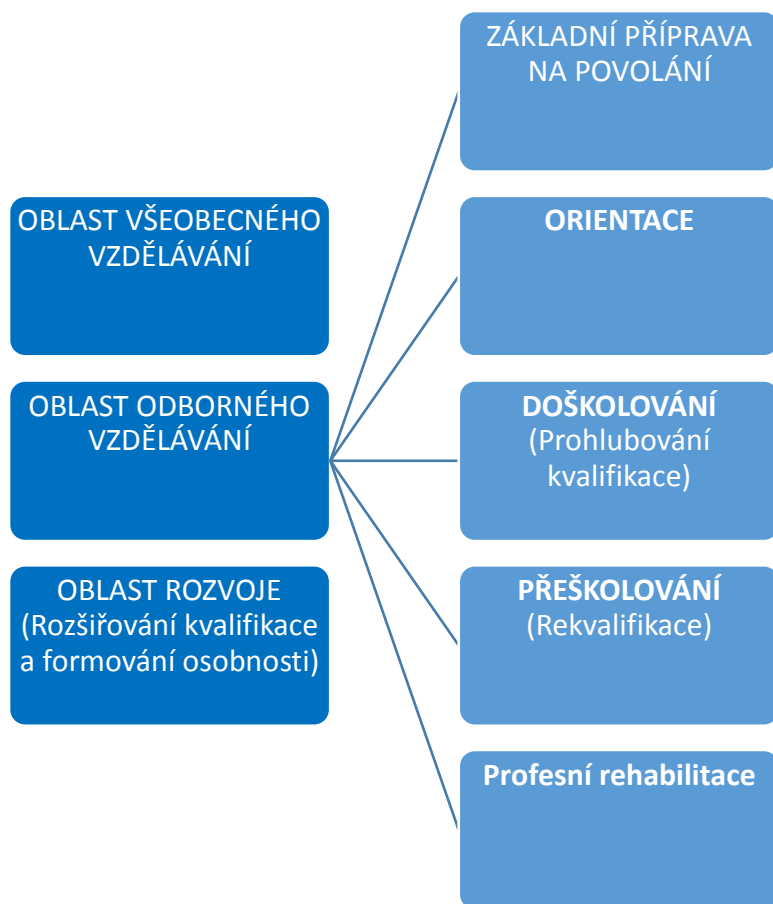 OBLAST VŠEOBECNÉHO
VZDĚLÁVÁNÍ
OBLAST ODBORNÉHO
VZDĚLÁVÁNÍ
OBLAST ROZVOJE
(Rozšiřování kvalifikace
a formování osobnosti)
ZÁKLADNÍ PŘÍPRAVA
NA POVOLÁNÍ
ORIENTACE
DOŠKOLOVÁNÍ
(Prohlubování
kvalifikace)
PŘEŠKOLOVÁNÍ
(Rekvalifikace)
Profesní rehabilitace